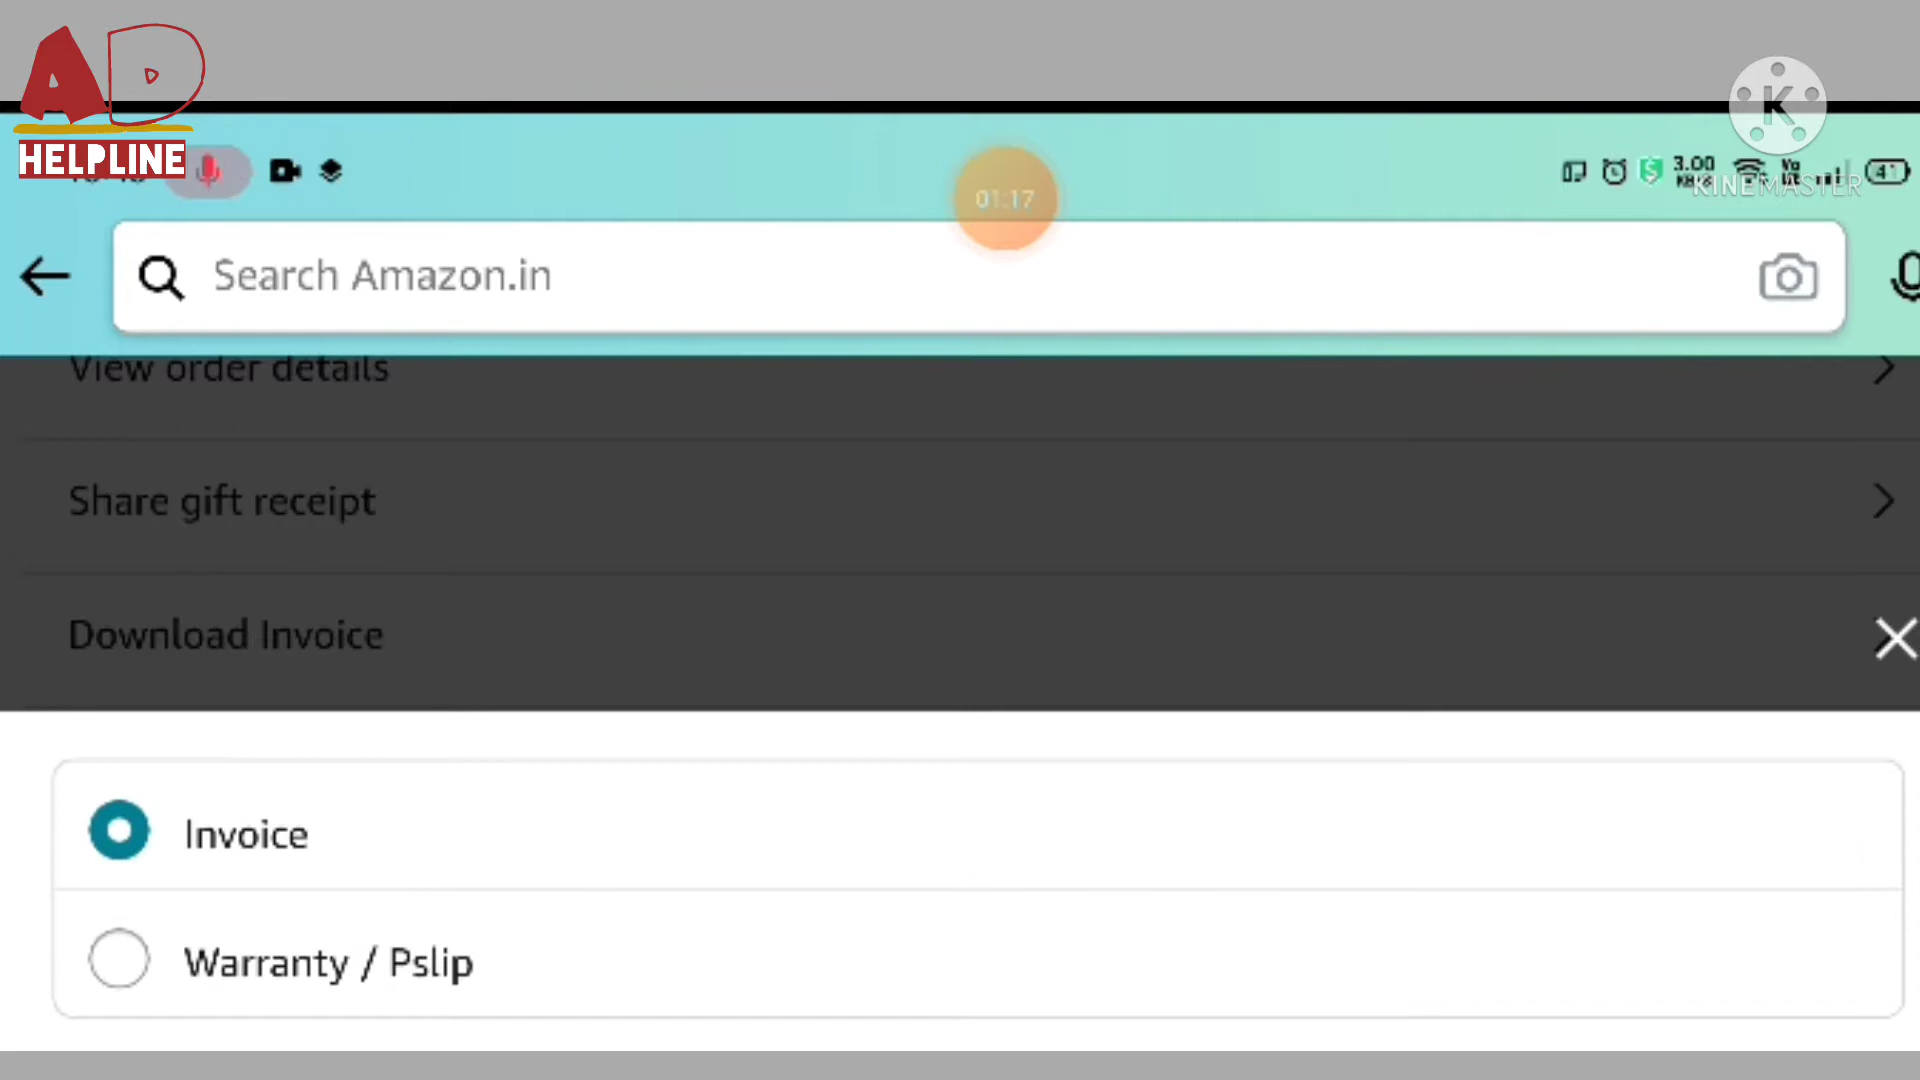 AD
HELPLINE
01:17
3.00
KB/s
KINEMASTER
K
Search Amazon.in
View order details
Share gift receipt
Download Invoice
Invoice
Warranty / Pslip